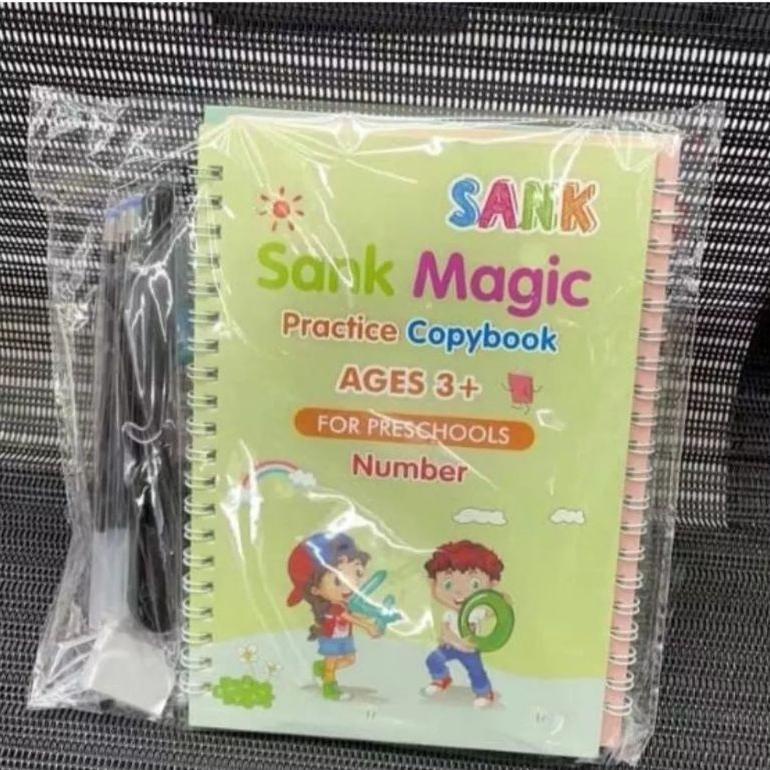 SANK
Sank Magic
Practice Copybook
AGES 3+
FOR PRESCHOOLS
Number